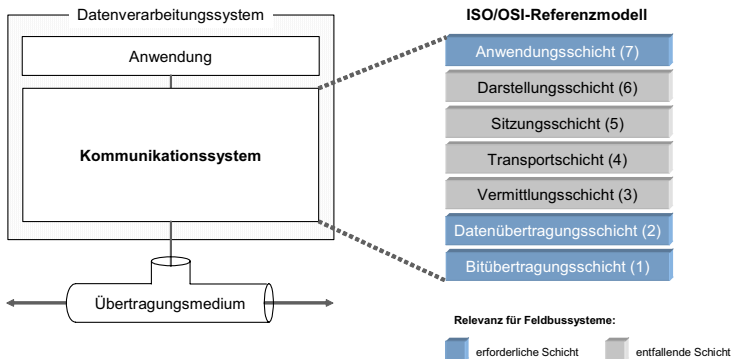 Datenverarbeitungssystem
Anwendung
Kommunikationssystem
Übertragungsmedium
ISO/OSI-Referenzmodell
Anwendungsschicht (7)
Darstellungsschicht (6)
Sitzungsschicht (5)
Transportschicht (4)
Vermittlungsschicht (3)
Datenübertragungsschicht (2)
Bitübertragungsschicht (1)
Relevanz für Feldbussysteme:
erforderliche Schicht
entfallende Schicht